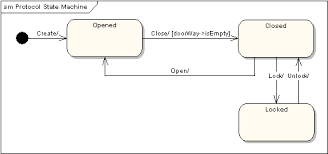 sm Protocol State Machine
Create/
Opened
Close/ [doorWay->isEmpty]
Closed
Open/
Lock/
Unlock/
Locked